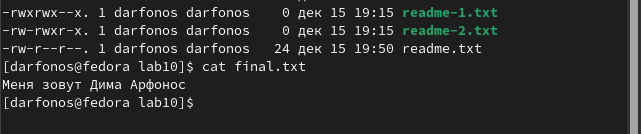 -rwxrwx--x. 1 darfonos darfonos    0 дек 15 19:15 readme-1.txt
-rw-rwxr-x. 1 darfonos darfonos    0 дек 15 19:15 readme-2.txt
-rw-r--r--. 1 darfonos darfonos   24 дек 15 19:50 readme.txt
[darfonos@fedora lab10]$ cat final.txt
Меня зовут Дима Арфонос
[darfonos@fedora lab10]$